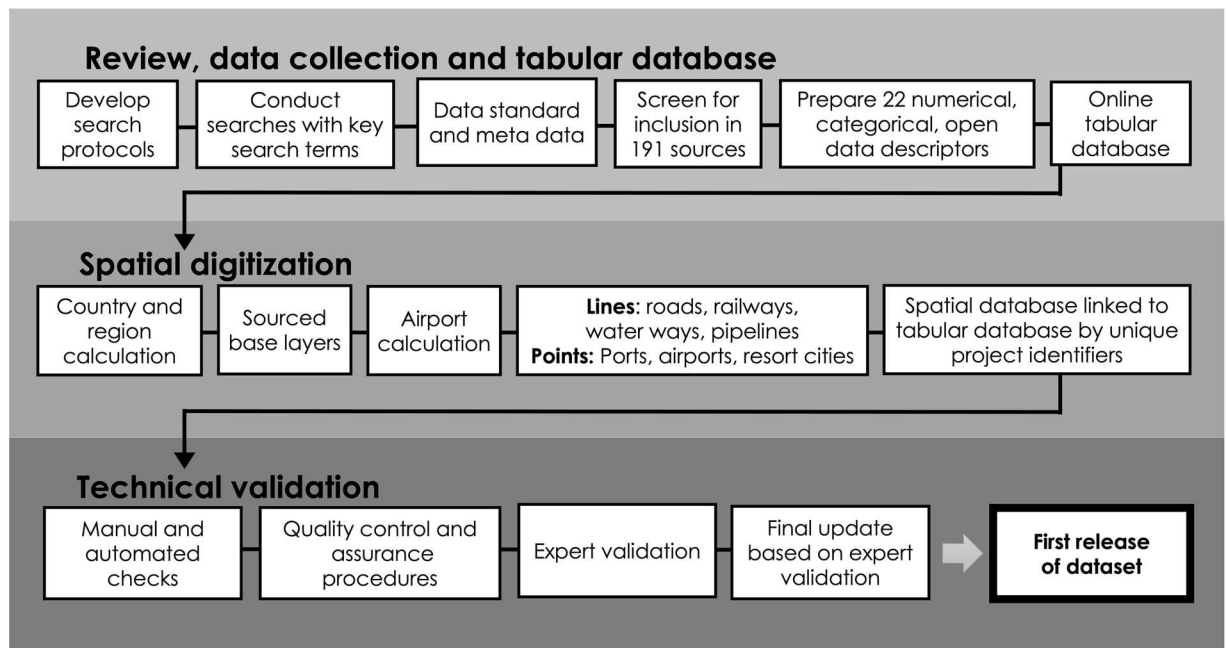 Review, data collection and tabular database
Develop
search
protocols
Conduct
searches with key
search terms
Data standard
and meta data
Screen for
inclusion in
191 sources
Prepare 22 numerical,
categorical, open
data descriptors
Online
tabular
database
Spatial digitization
Country and
region
calculation
Sourced
base layers
Airport
calculation
Lines: roads, railways,
water ways, pipelines
Points: Ports, airports, resort cities
Spatial database linked to
tabular database by unique
project identifiers
Technical validation
Manual and
automated
checks
Quality control and
assurance
procedures
Expert validation
Final update
based on expert
validation
First release
of dataset